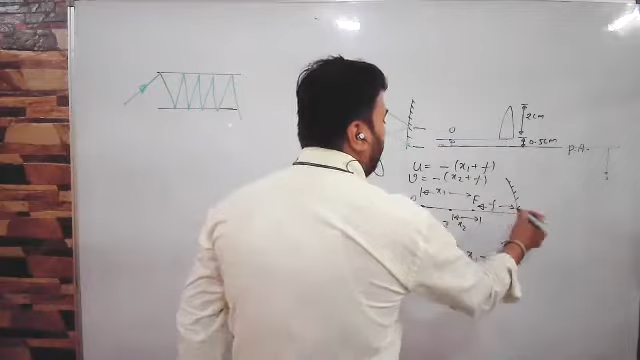 O
2cm
0.5cm
P.A.
u = - (x₁ + f)
v = - (x₂ + f)
x₁
F
f
x₂